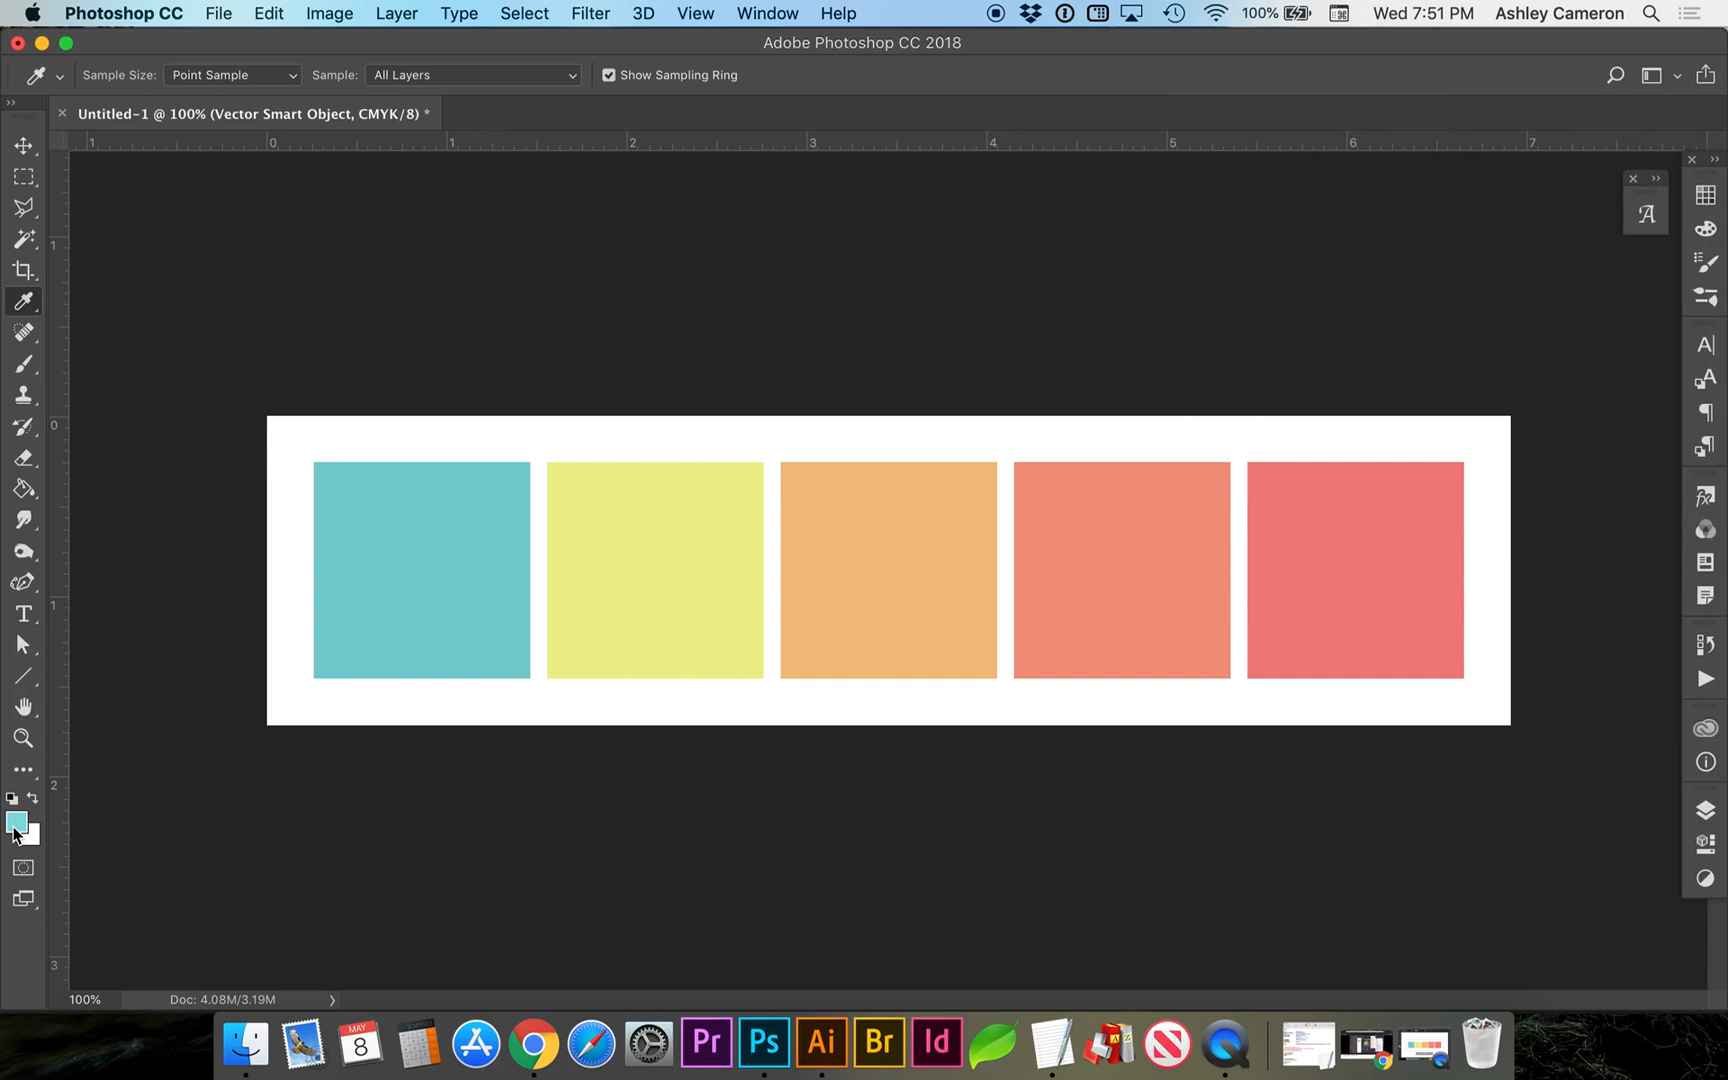 Photoshop CC File Edit Image Layer Type Select Filter 3D View Window Help 100% Wed 7:51 PM Ashley Cameron
Adobe Photoshop CC 2018
Sample Size: Point Sample Sample: All Layers Show Sampling Ring
Untitled-1 @ 100% (Vector Smart Object, CMYK/8) *
1 0 1 2 3 4 5 6 7
1
0
1
2
3
100% Doc: 4.08M/3.19M
MAY
8
Pr Ps Ai Br Id